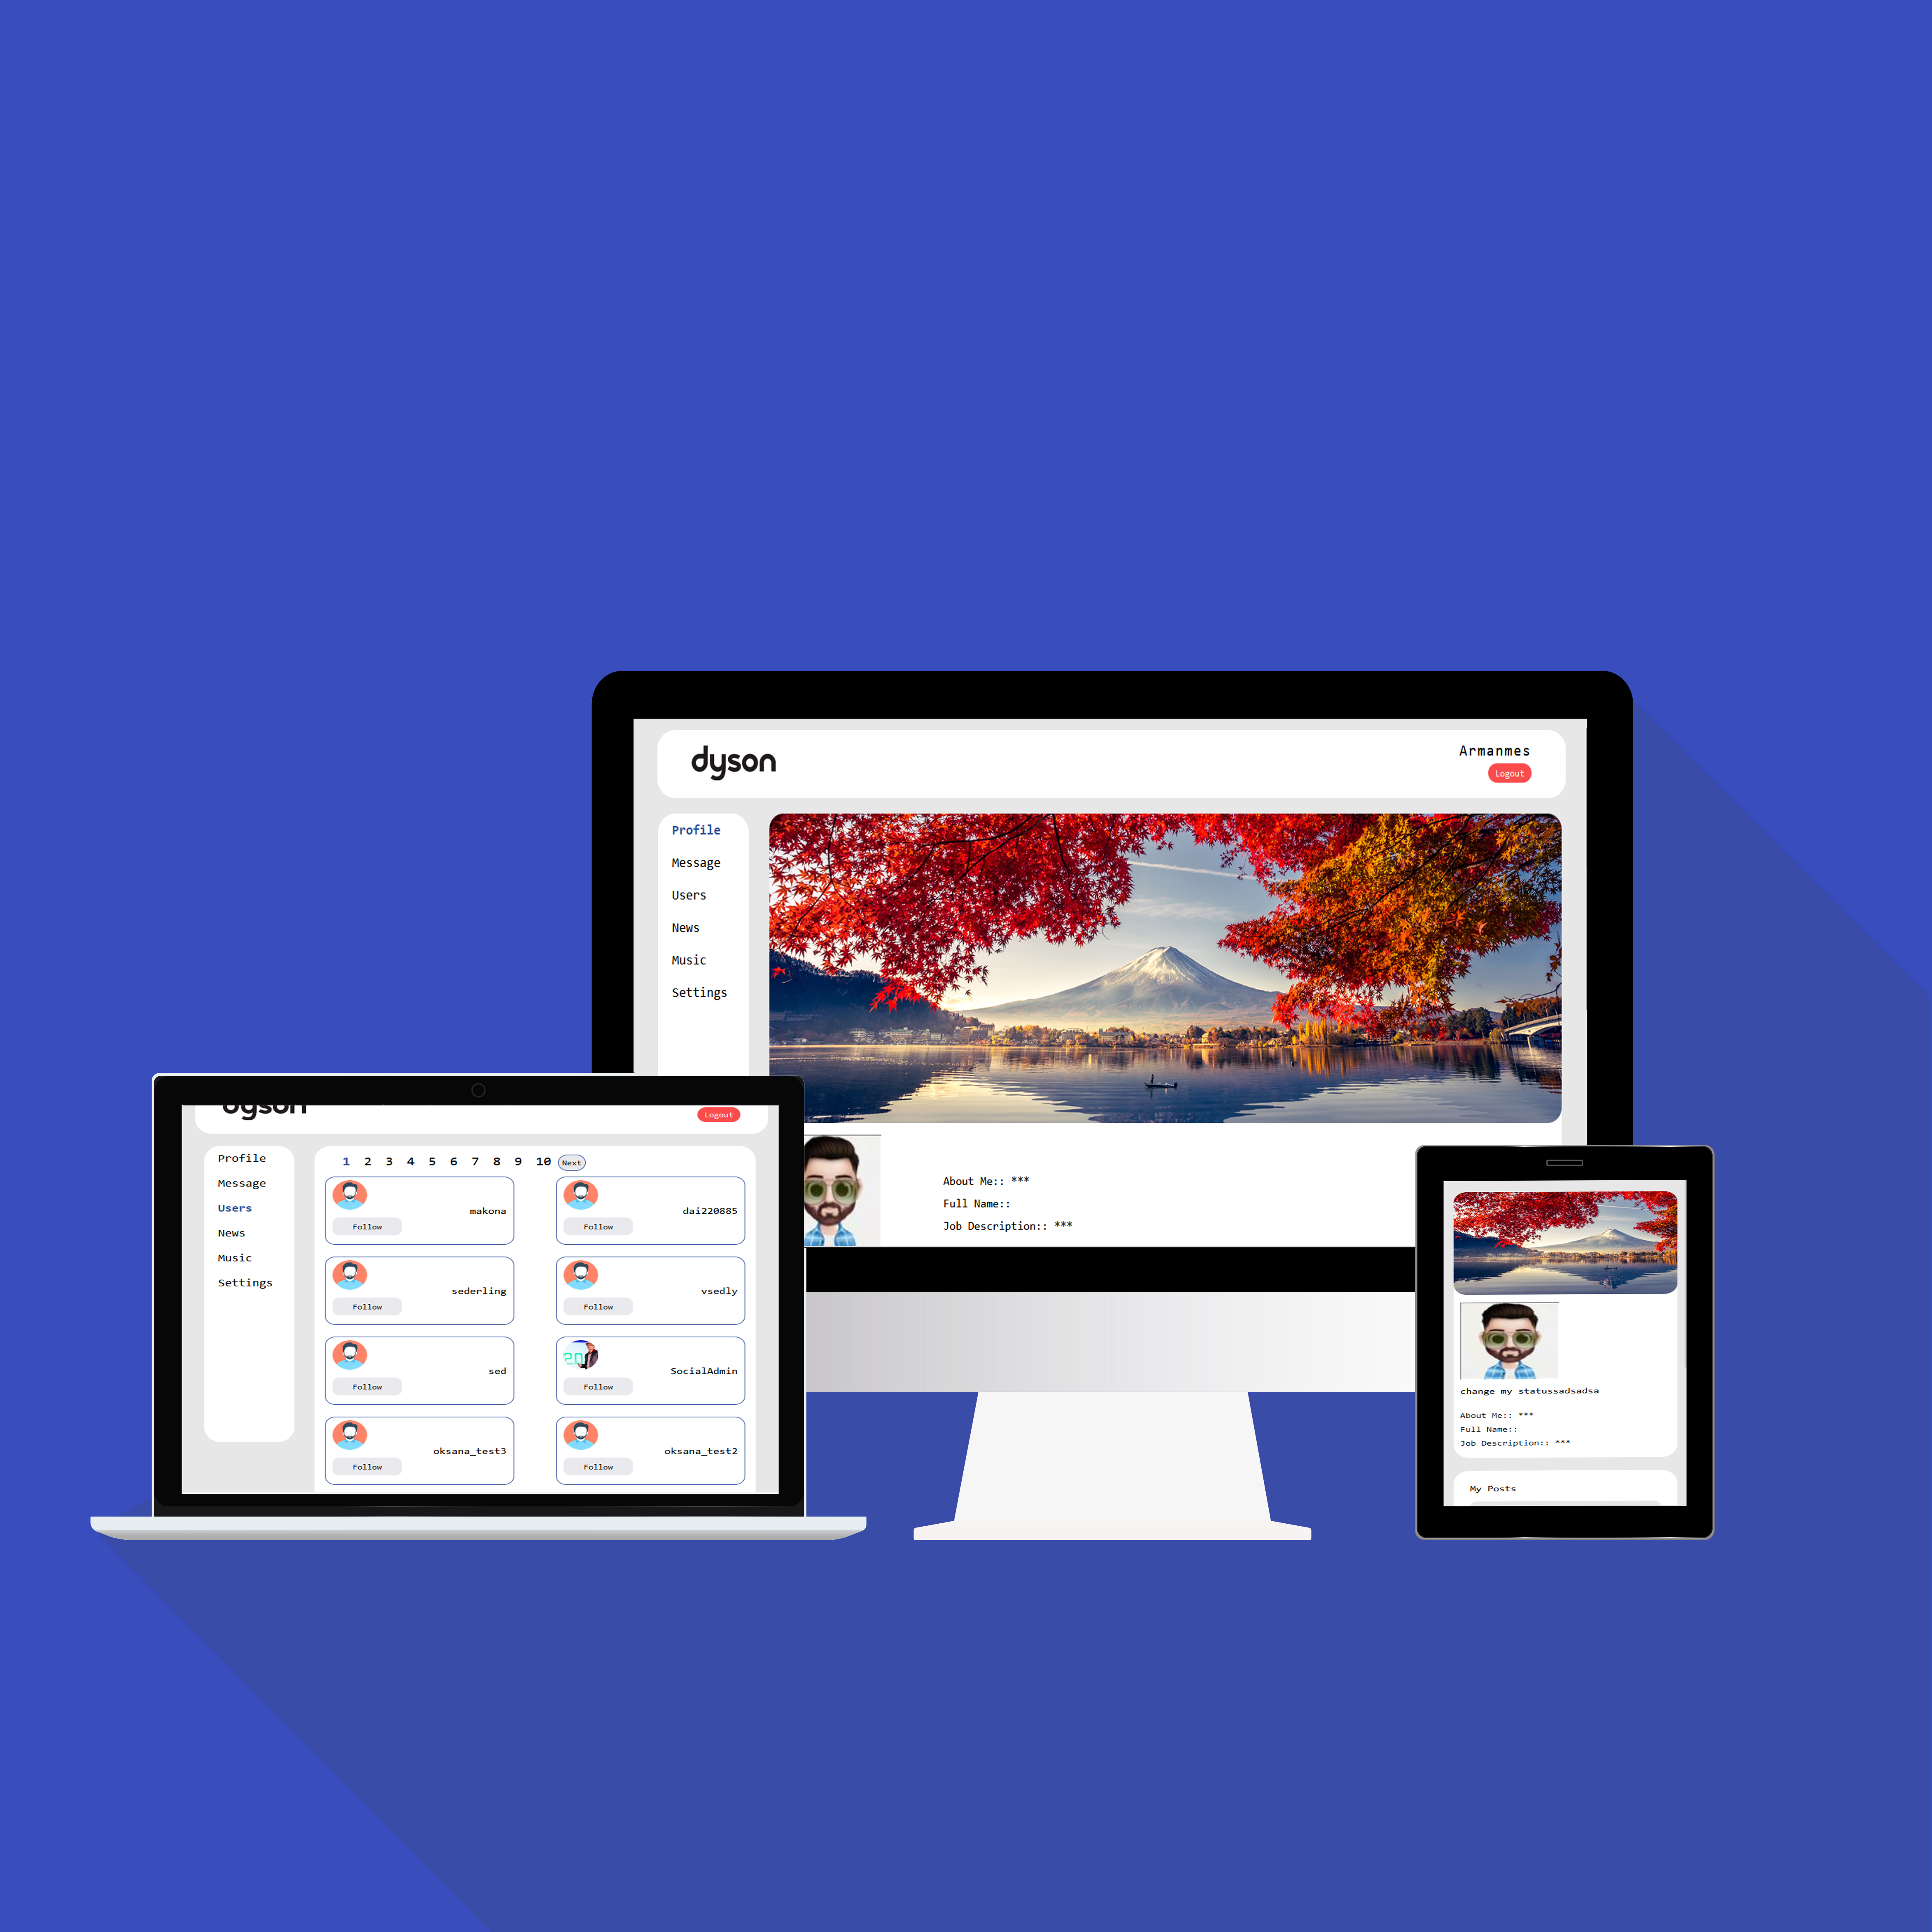 dyson
Armanmes
Logout
Profile
Message
Users
News
Music
Settings
About Me:: ***
Full Name::
Job Description:: ***
dyson
Logout
Profile
Message
Users
News
Music
Settings
1 2 3 4 5 6 7 8 9 10 Next
makona
Follow
dai220885
Follow
sederling
Follow
vsedly
Follow
sed
Follow
20
SocialAdmin
Follow
oksana_test3
Follow
oksana_test2
Follow
change my statussadsadsa
About Me:: ***
Full Name::
Job Description:: ***
My Posts